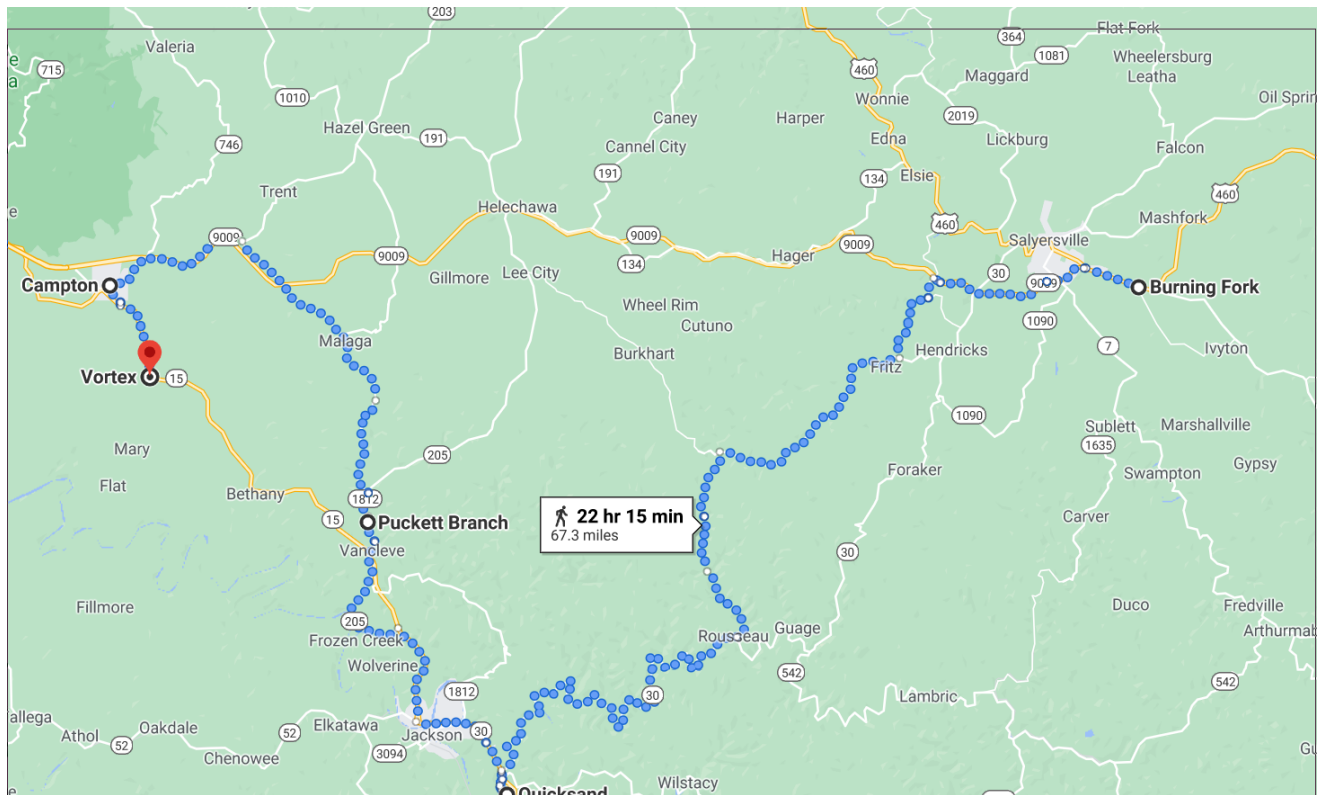 203
Valeria
364
Flat Fork
1081
Wheelersburg
715
460
Maggard
Leatha
1010
Wonnie
Oil Sprin
Hazel Green
Caney
Harper
2019
746
191
Edna
Lickburg
Cannel City
Falcon
191
134
Elsie
Trent
460
Helechawa
Mashfork
460
9009
9009
9009
Salyersville
Hager
9009
134
Gillmore
Lee City
30
Campton
9009
Burning Fork
Wheel Rim
Cutuno
1090
Malaga
Burkhart
Hendricks
7
Ivyton
Fritz
Vortex
15
1090
Sublett
Marshallville
Mary
205
1635
Flat
Foraker
Swampton
Gypsy
Bethany
1812
15
Puckett Branch
22 hr 15 min
67.3 miles
Carver
Vancleve
30
Fillmore
Duco
Fredville
205
Rousseau
Guage
Arthurmab
Frozen Creek
Wolverine
542
542
1812
30
Lambric
allega
Oakdale
Elkatawa
52
30
Athol
52
Jackson
Chenowee
3094
Wilstacy
Quicksand